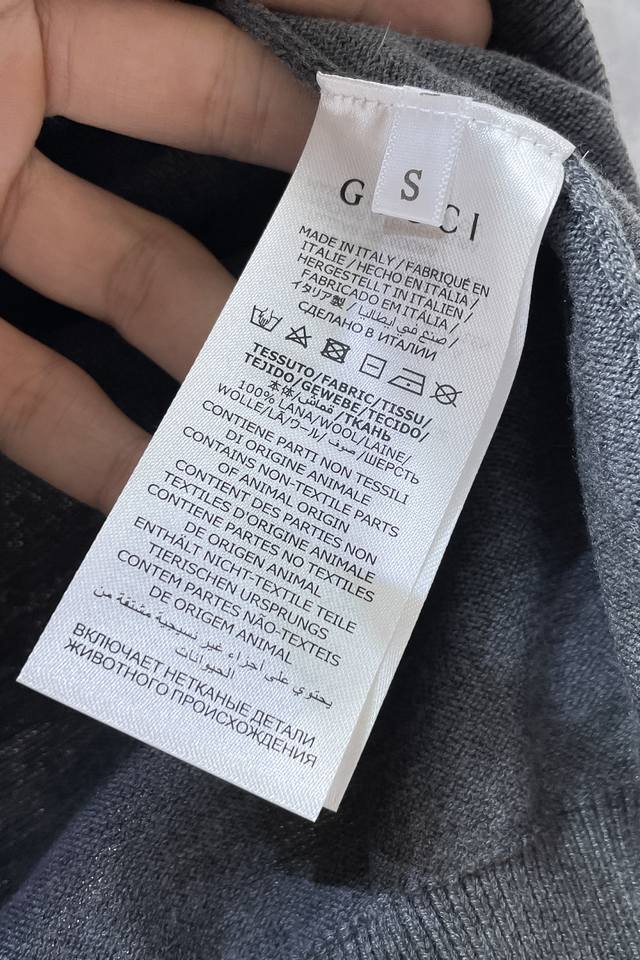 S
G CCI
MADE IN ITALY / FABRIQUÉ EN
ITALIE / HECHO EN ITALIA /
HERGESTELLT IN ITALIEN /
FABRICADO EM ITALIA /
イタリア製 / صنع في ايطاليا /
СДЕЛАНО В ИТАЛИИ
TESSUTO/FABRIC/TISSU/
TEJIDO/GEWEBE/TECIDO/
本体/قماش/ТКАНЬ
100% LANA/WOOL/LAINE/
WOLLE/LÃ/ウール/صوف/ШЕРСТЬ
CONTIENE PARTI NON TESSILI
DI ORIGINE ANIMALE
CONTAINS NON-TEXTILE PARTS
OF ANIMAL ORIGIN
CONTIENT DES PARTIES NON
TEXTILES D'ORIGINE ANIMALE
CONTIENE PARTES NO TEXTILES
DE ORIGEN ANIMAL
ENTHÄLT NICHT-TEXTILE TEILE
TIERISCHEN URSPRUNGS
CONTEM PARTES NÃO-TEXTEIS
DE ORIGEM ANIMAL
يحتوي على اجزاء غير نسيجية مشتقة من
الحيوانات
ВКЛЮЧАЕТ НЕТКАНЫЕ ДЕТАЛИ
ЖИВОТНОГО ПРОИСХОЖДЕНИЯ